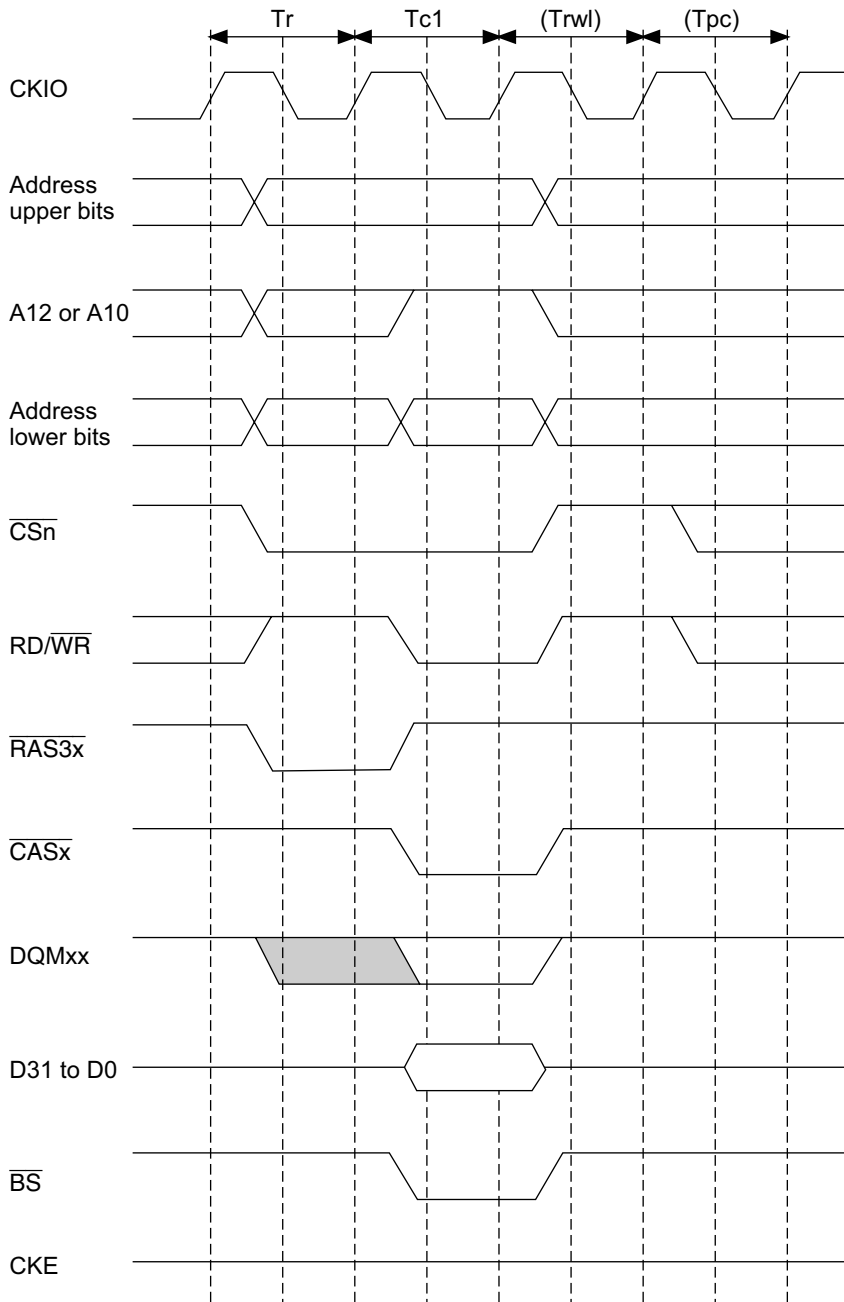 Tr Tc1 (Trwl) (Tpc)
CKIO
Address
upper bits
A12 or A10
Address
lower bits
CSn
RD/WR
RAS3x
CASx
DQMxx
D31 to D0
BS
CKE